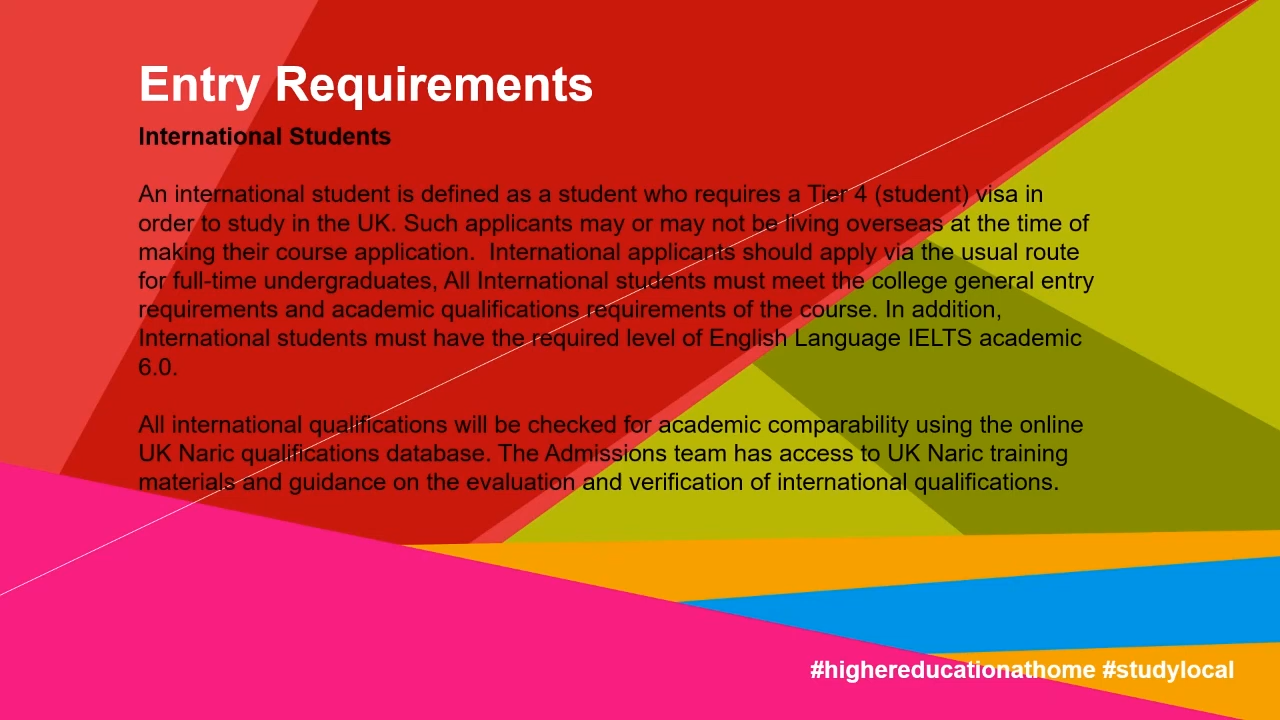 Entry Requirements
International Students
An international student is defined as a student who requires a Tier 4 (student) visa in
order to study in the UK. Such applicants may or may not be living overseas at the time of
making their course application.  International applicants should apply via the usual route
for full-time undergraduates, All International students must meet the college general entry
requirements and academic qualifications requirements of the course. In addition,
International students must have the required level of English Language IELTS academic
6.0.
All international qualifications will be checked for academic comparability using the online
UK Naric qualifications database. The Admissions team has access to UK Naric training
materials and guidance on the evaluation and verification of international qualifications.
#highereducationathome #studylocal